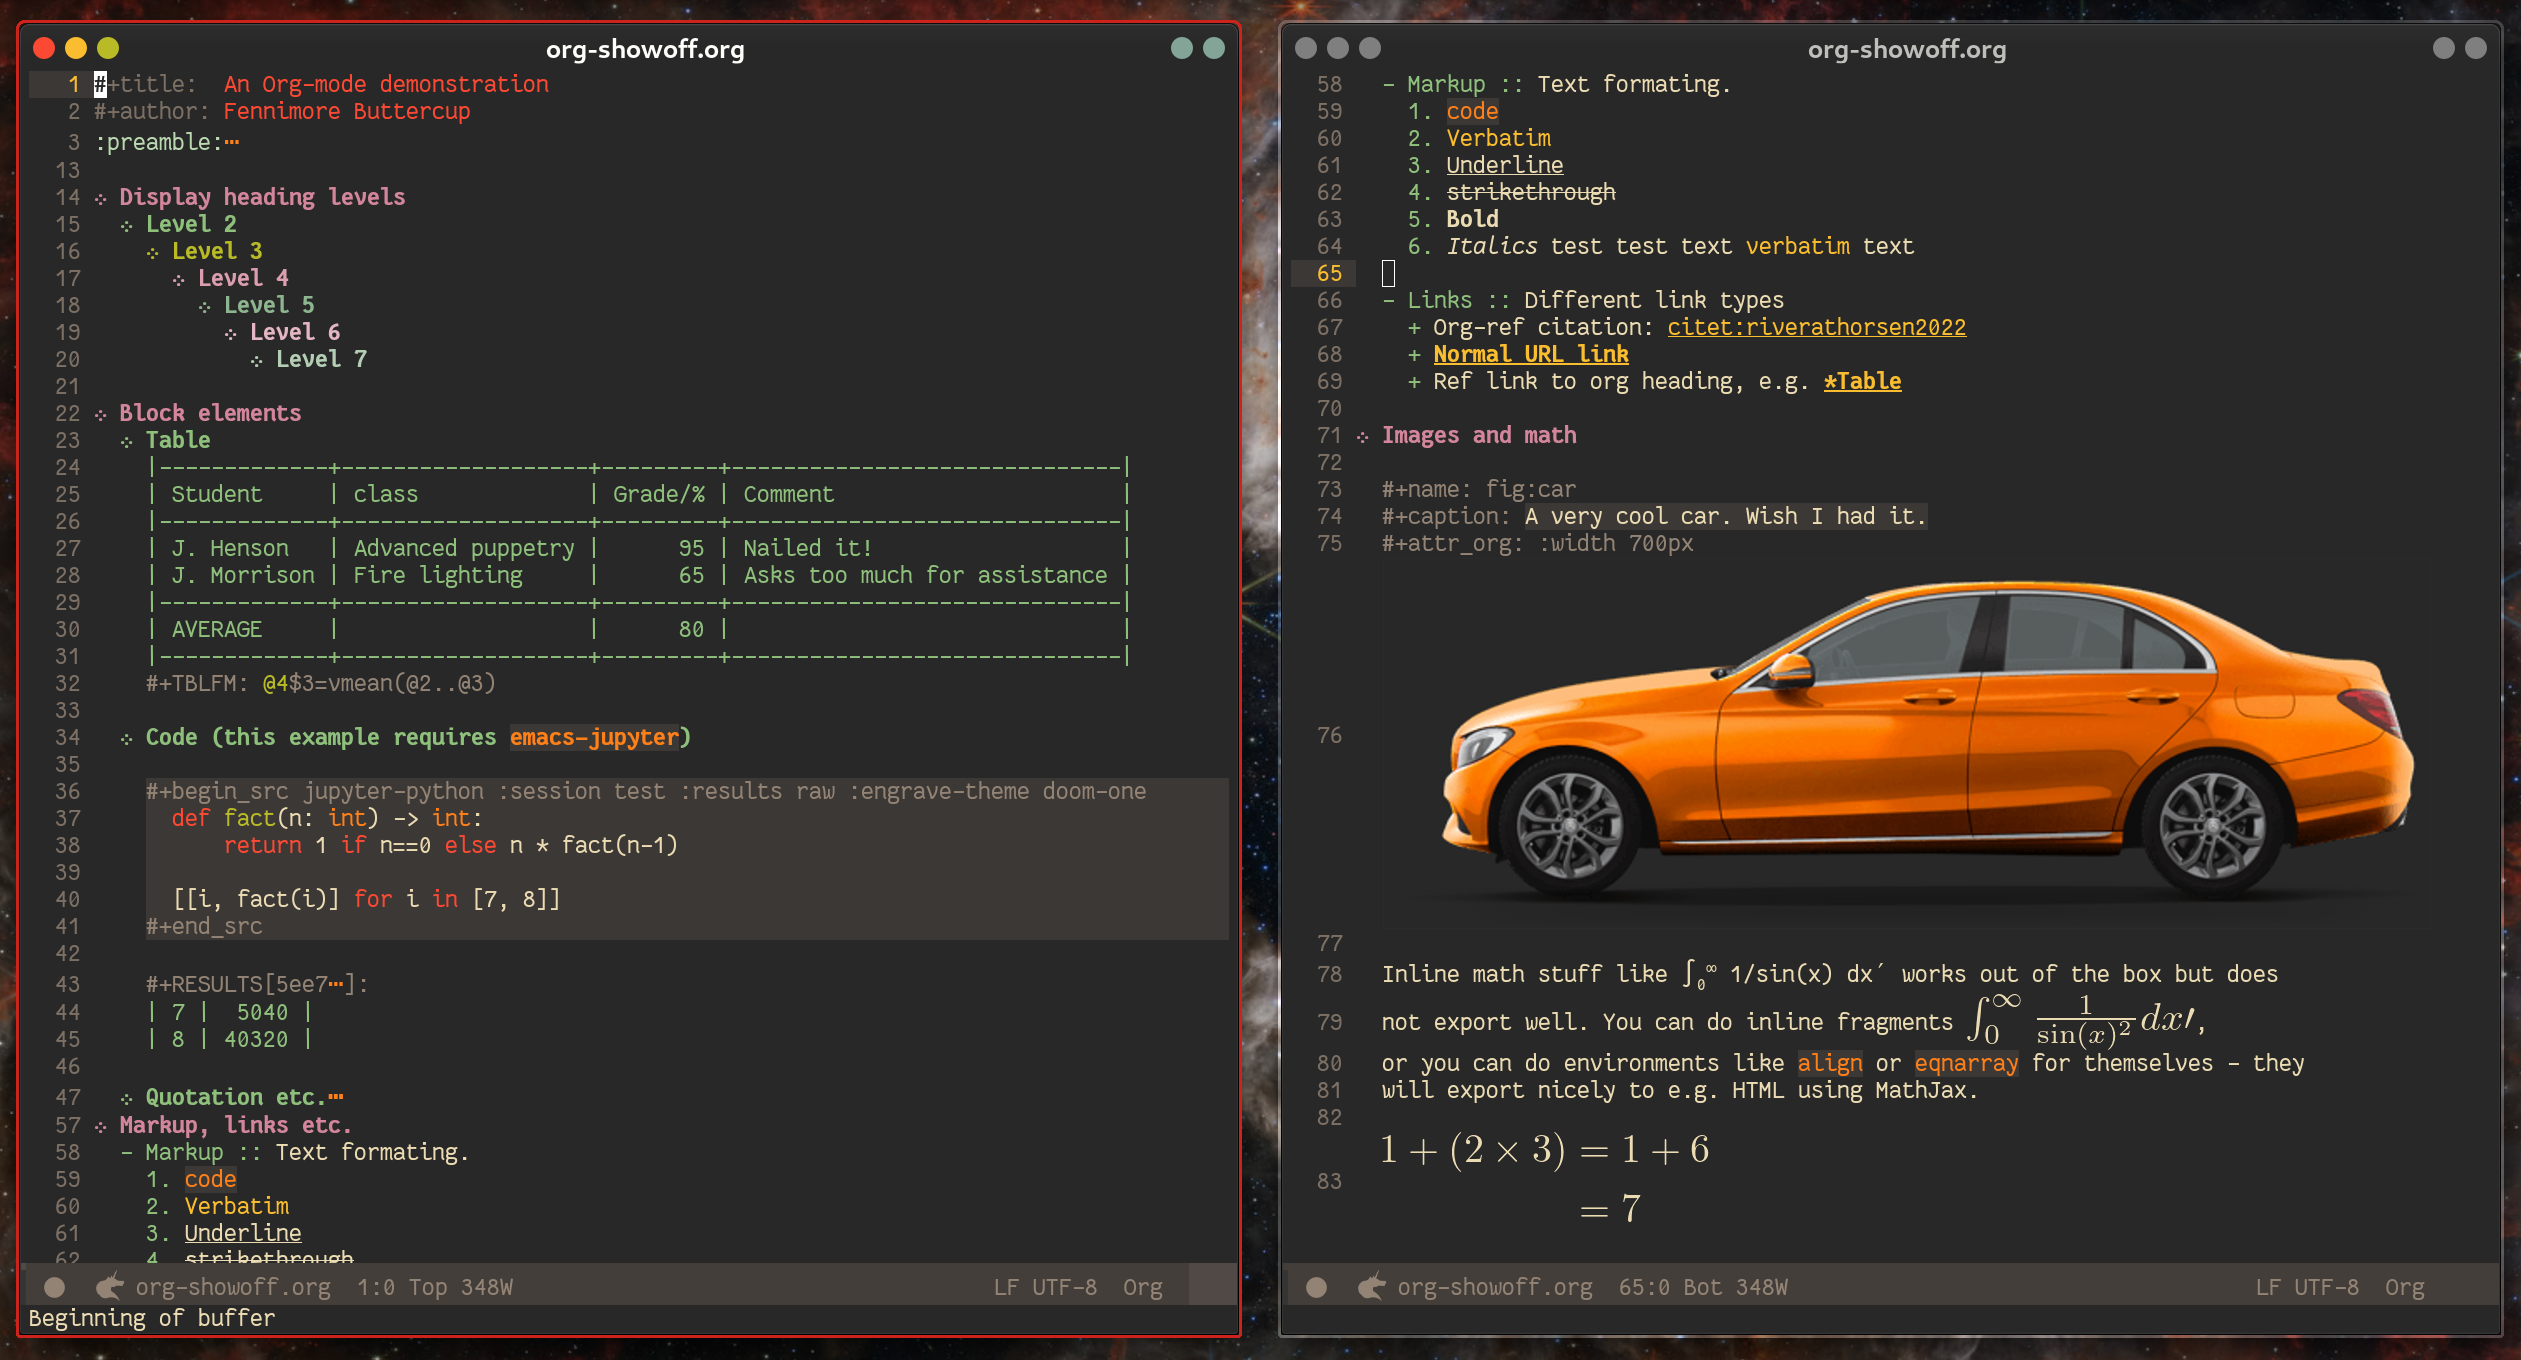 org-showoff.org
1 #+title:  An Org-mode demonstration
2 #+author: Fennimore Buttercup
3 :preamble:…
13
14 Display heading levels
15 Level 2
16 Level 3
17 Level 4
18 Level 5
19 Level 6
20 Level 7
21
22 Block elements
23 Table
24 |-------------+-------------------+---------+------------------------------|
25 | Student     | class             | Grade/% | Comment                      |
26 |-------------+-------------------+---------+------------------------------|
27 | J. Henson   | Advanced puppetry |      95 | Nailed it!                   |
28 | J. Morrison | Fire lighting     |      65 | Asks too much for assistance |
29 |-------------+-------------------+---------+------------------------------|
30 | AVERAGE     |                   |      80 |                              |
31 |-------------+-------------------+---------+------------------------------|
32 #+TBLFM: @4$3=vmean(@2..@3)
33
34 Code (this example requires emacs-jupyter)
35
36 #+begin_src jupyter-python :session test :results raw :engrave-theme doom-one
37 def fact(n: int) -> int:
38 return 1 if n==0 else n * fact(n-1)
39
40 [[i, fact(i)] for i in [7, 8]]
41 #+end_src
42
43 #+RESULTS[5ee7…]:
44 | 7 |  5040 |
45 | 8 | 40320 |
46
47 Quotation etc.…
57 Markup, links etc.
58 - Markup :: Text formating.
59 1. code
60 2. Verbatim
61 3. Underline
62 4. strikethrough
org-showoff.org  1:0 Top 348W  LF UTF-8  Org
Beginning of buffer
org-showoff.org
58 - Markup :: Text formating.
59 1. code
60 2. Verbatim
61 3. Underline
62 4. strikethrough
63 5. Bold
64 6. Italics test test text verbatim text
65
66 - Links :: Different link types
67 + Org-ref citation: citet:riverathorsen2022
68 + Normal URL link
69 + Ref link to org heading, e.g. *Table
70
71 Images and math
72
73 #+name: fig:car
74 #+caption: A very cool car. Wish I had it.
75 #+attr_org: :width 700px
76
77
78 Inline math stuff like ∫₀^∞ 1/sin(x) dx′ works out of the box but does
79 not export well. You can do inline fragments ∫₀^∞ 1/sin(x)² dx′,
80 or you can do environments like align or eqnarray for themselves – they
81 will export nicely to e.g. HTML using MathJax.
82
1 + (2 × 3) = 1 + 6
83
= 7
org-showoff.org  65:0 Bot 348W  LF UTF-8  Org